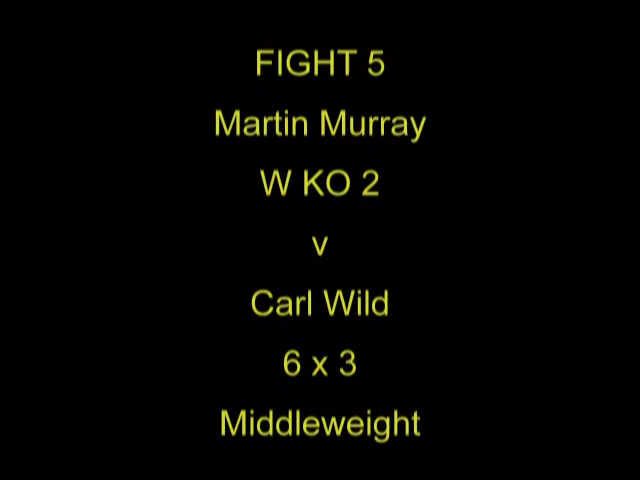 FIGHT 5
Martin Murray
W KO 2
v
Carl Wild
6 x 3
Middleweight